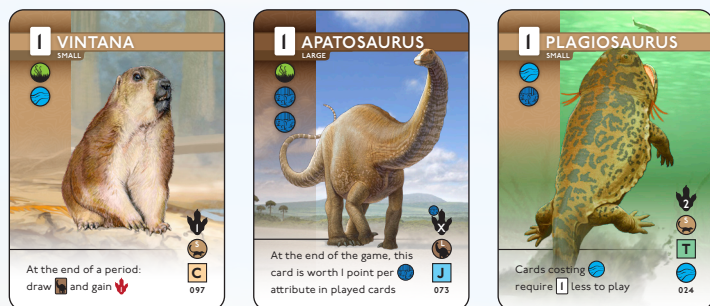 1 VINTANA
SMALL
At the end of a period:
draw and gain 1
1
S
C
097
1 APATOSAURUS
LARGE
At the end of the game, this
card is worth 1 point per
attribute in played cards
X
L
J
073
1 PLAGIOSAURUS
SMALL
Cards costing
require 1 less to play
2
S
T
024